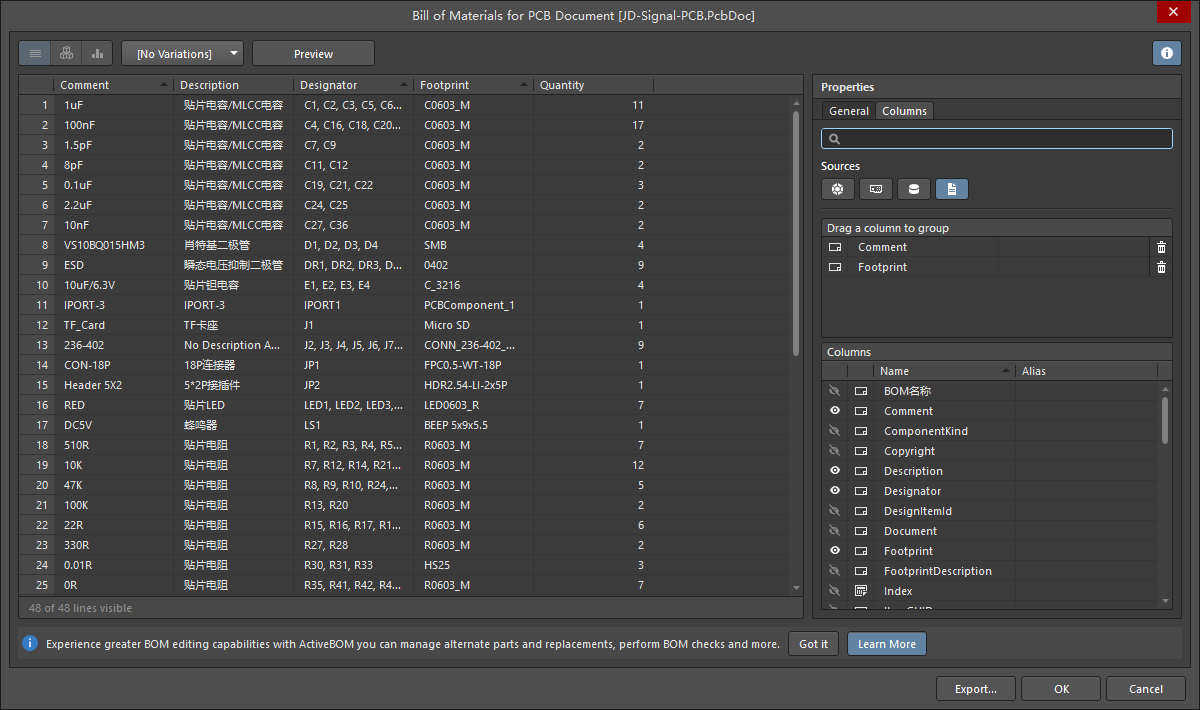 Bill of Materials for PCB Document [JD-Signal-PCB.PcbDoc]
[No Variations] Preview
Comment Description Designator Footprint Quantity
1 1uF 贴片电容/MLCC电容 C1, C2, C3, C5, C6... C0603_M 11
2 100nF 贴片电容/MLCC电容 C4, C16, C18, C20... C0603_M 17
3 1.5pF 贴片电容/MLCC电容 C7, C9 C0603_M 2
4 8pF 贴片电容/MLCC电容 C11, C12 C0603_M 2
5 0.1uF 贴片电容/MLCC电容 C19, C21, C22 C0603_M 3
6 2.2uF 贴片电容/MLCC电容 C24, C25 C0603_M 2
7 10nF 贴片电容/MLCC电容 C27, C36 C0603_M 2
8 VS10BQ015HM3 肖特基二极管 D1, D2, D3, D4 SMB 4
9 ESD 瞬态电压抑制二极管 DR1, DR2, DR3, D... 0402 9
10 10uF/6.3V 贴片钽电容 E1, E2, E3, E4 C_3216 4
11 IPORT-3 IPORT-3 IPORT1 PCBComponent_1 1
12 TF_Card TF卡座 J1 Micro SD 1
13 236-402 No Description A... J2, J3, J4, J5, J6, J7... CONN_236-402_... 9
14 CON-18P 18P连接器 JP1 FPC0.5-WT-18P 1
15 Header 5X2 5*2P接插件 JP2 HDR2.54-LI-2x5P 1
16 RED 贴片LED LED1, LED2, LED3,... LED0603_R 7
17 DC5V 蜂鸣器 LS1 BEEP 5x9x5.5 1
18 510R 贴片电阻 R1, R2, R3, R4, R5... R0603_M 7
19 10K 贴片电阻 R7, R12, R14, R21... R0603_M 12
20 47K 贴片电阻 R8, R9, R10, R24,... R0603_M 5
21 100K 贴片电阻 R13, R20 R0603_M 2
22 22R 贴片电阻 R15, R16, R17, R1... R0603_M 6
23 330R 贴片电阻 R27, R28 R0603_M 2
24 0.01R 贴片电阻 R30, R31, R33 HS25 3
25 0R 贴片电阻 R35, R41, R42, R4... R0603_M 7
48 of 48 lines visible
Properties
General Columns
Sources
Drag a column to group
Comment
Footprint
Columns
Name Alias
BOM名称
Comment
ComponentKind
Copyright
Description
Designator
DesignItemId
Document
Footprint
FootprintDescription
Index
Experience greater BOM editing capabilities with ActiveBOM you can manage alternate parts and replacements, perform BOM checks and more. Got it Learn More
Export... OK Cancel